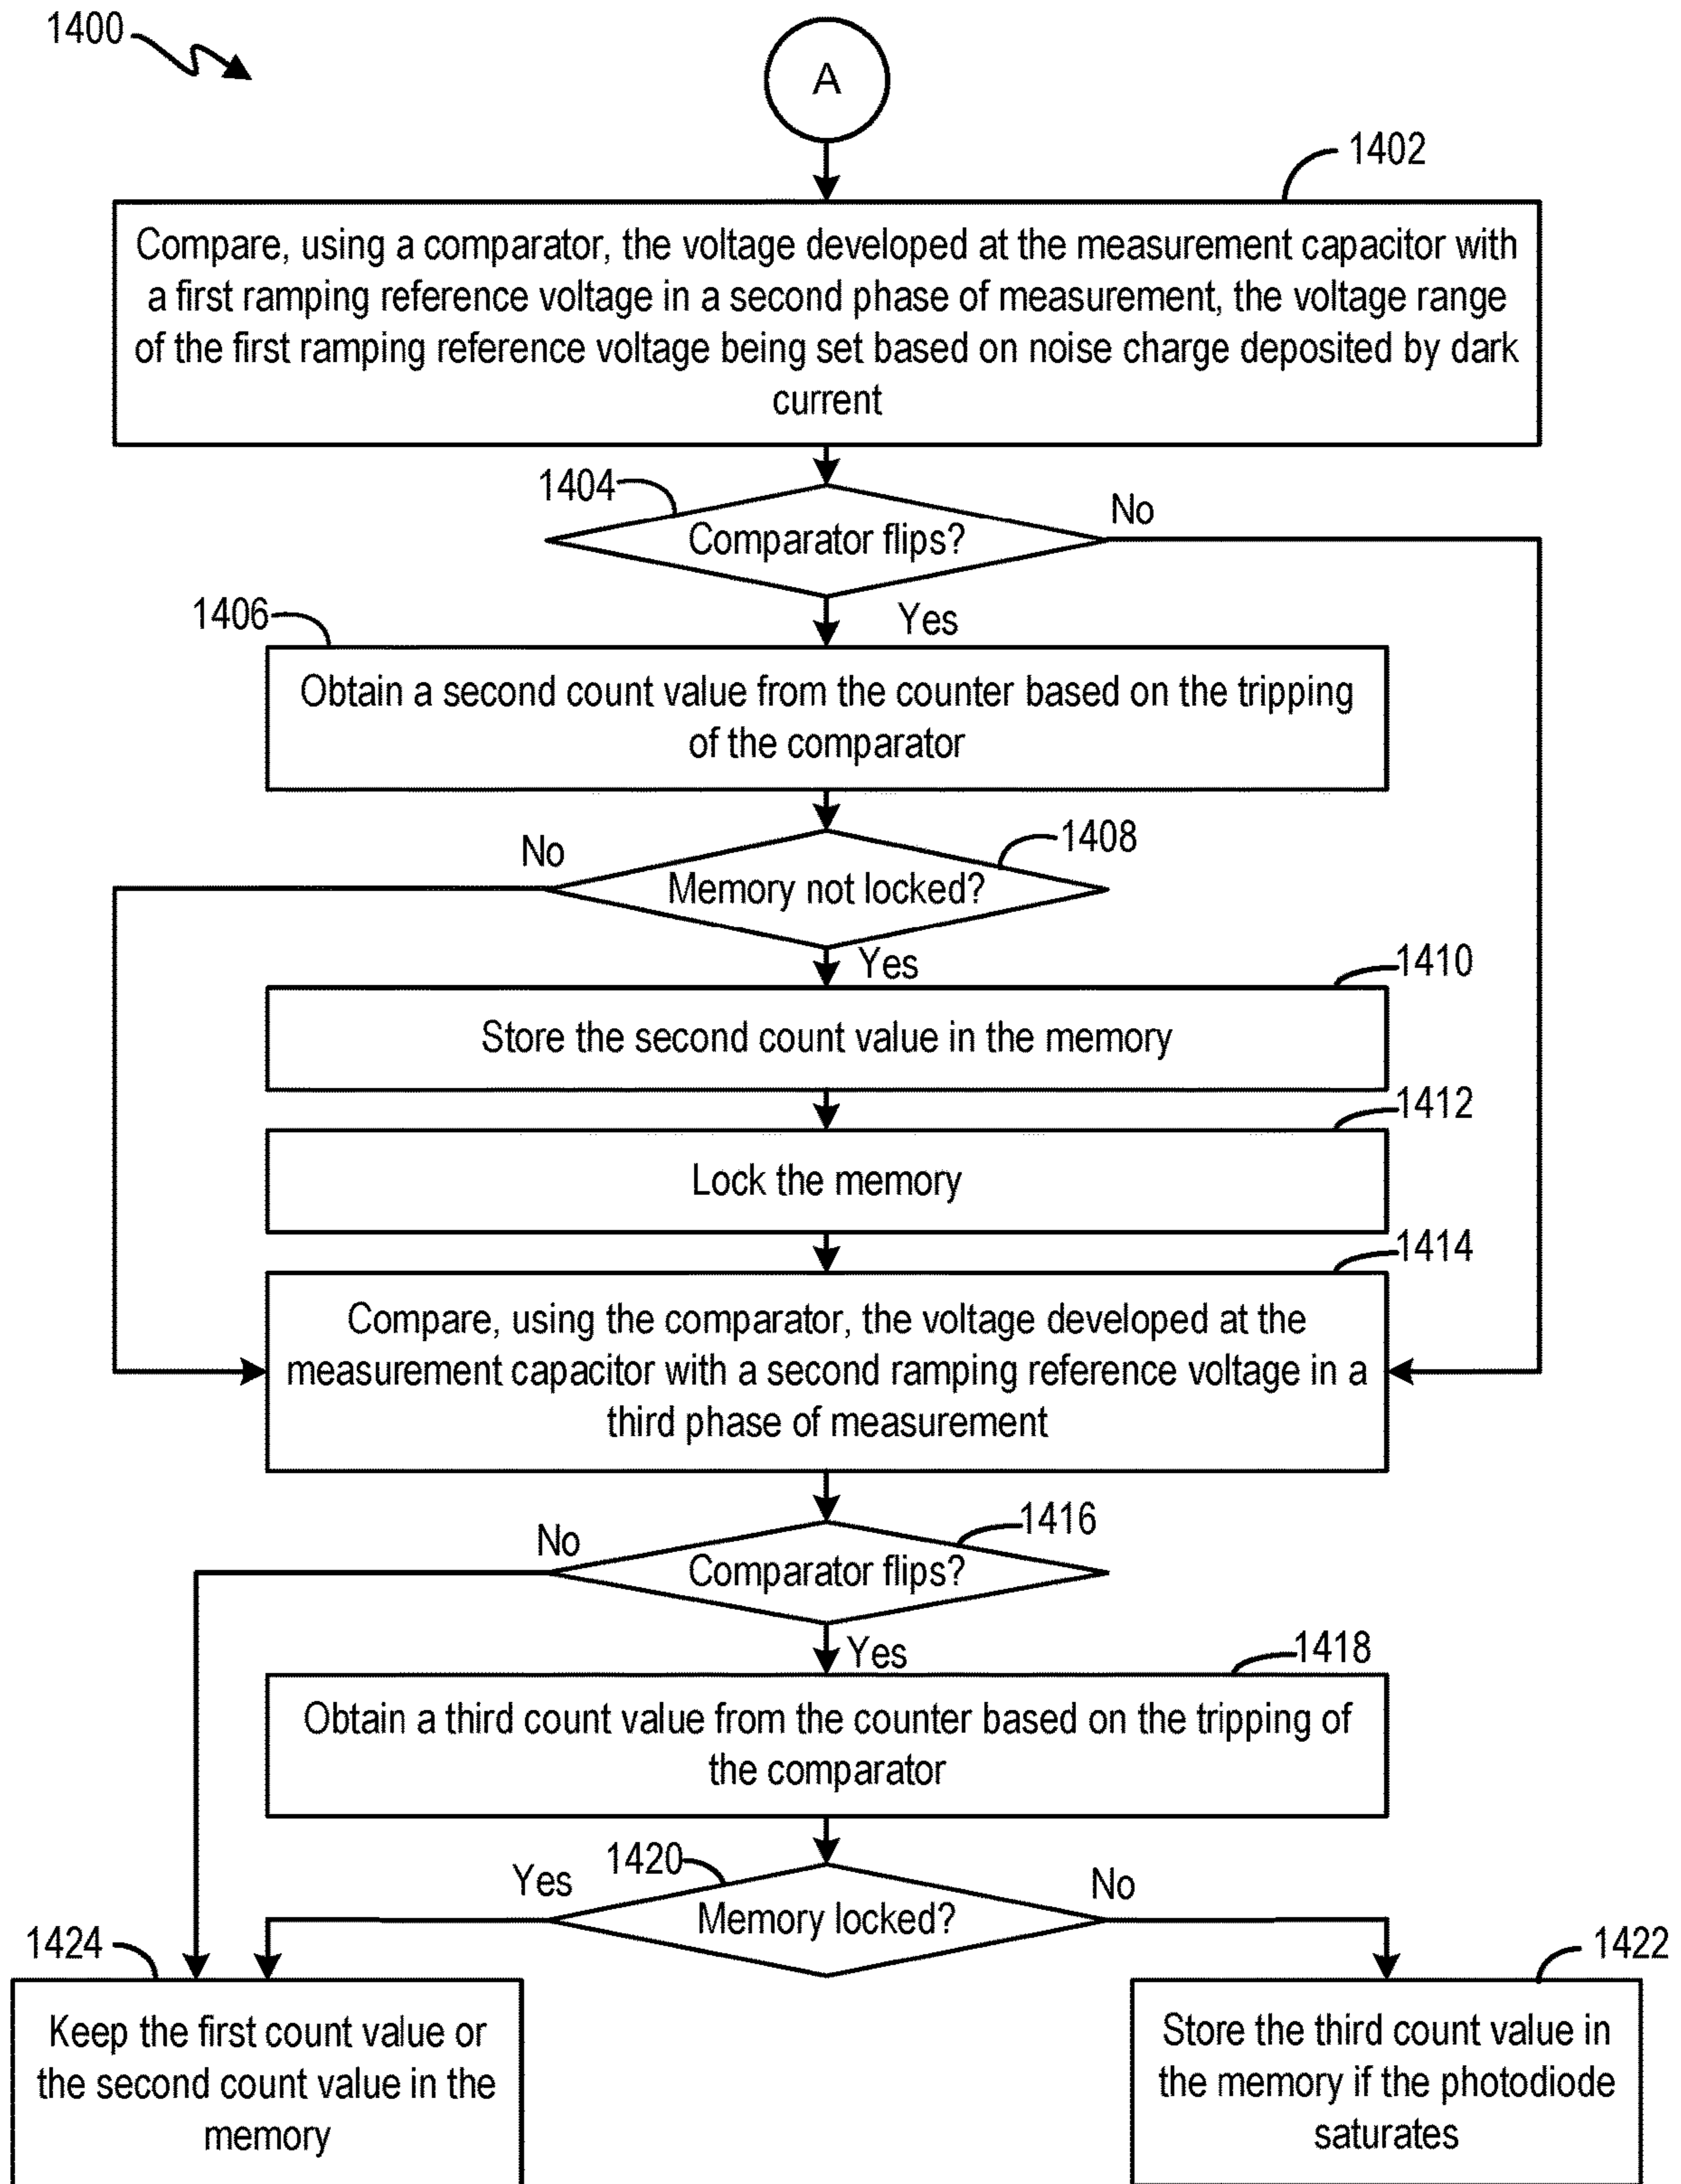 1400
A
1402
Compare, using a comparator, the voltage developed at the measurement capacitor with
a first ramping reference voltage in a second phase of measurement, the voltage range
of the first ramping reference voltage being set based on noise charge deposited by dark
current
1404
No
Comparator flips?
Yes
1406
Obtain a second count value from the counter based on the tripping
of the comparator
1408
No
Memory not locked?
Yes
1410
Store the second count value in the memory
1412
Lock the memory
1414
Compare, using the comparator, the voltage developed at the
measurement capacitor with a second ramping reference voltage in a
third phase of measurement
1416
No
Comparator flips?
Yes
1418
Obtain a third count value from the counter based on the tripping of
the comparator
1420
Yes
No
Memory locked?
1424
Keep the first count value or
the second count value in the
memory
1422
Store the third count value in
the memory if the photodiode
saturates